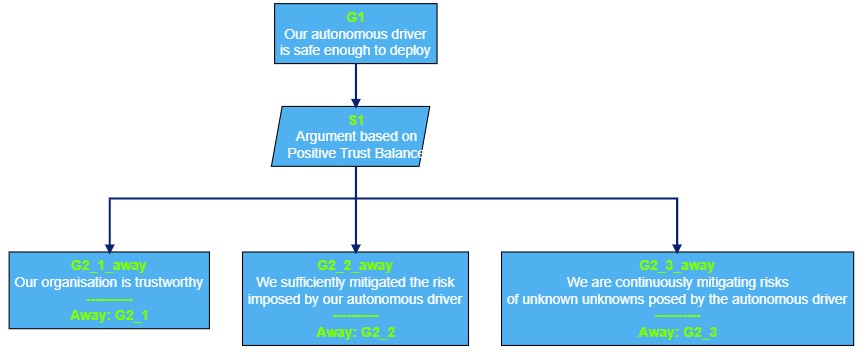 G1
Our autonomous driver
is safe enough to deploy
S1
Argument based on
Positive Trust Balance
G2_1_away
Our organisation is trustworthy
----------
Away: G2_1
G2_2_away
We sufficiently mitigated the risk
imposed by our autonomous driver
----------
Away: G2_2
G2_3_away
We are continuously mitigating risks
of unknown unknowns posed by the autonomous driver
----------
Away: G2_3